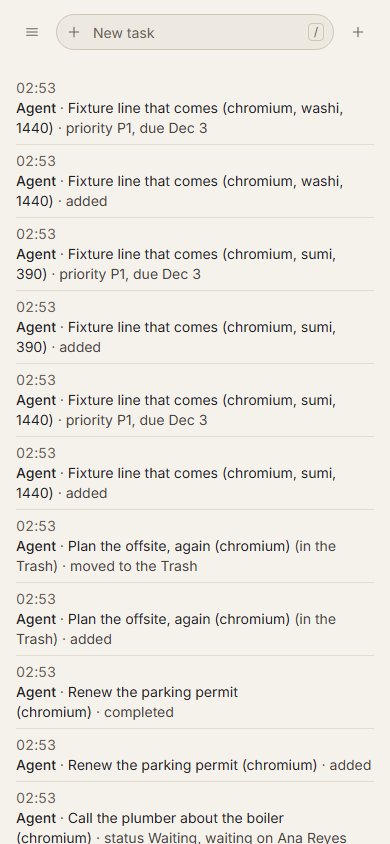 New task /
02:53
Agent · Fixture line that comes (chromium, washi,
1440) · priority P1, due Dec 3
02:53
Agent · Fixture line that comes (chromium, washi,
1440) · added
02:53
Agent · Fixture line that comes (chromium, sumi,
390) · priority P1, due Dec 3
02:53
Agent · Fixture line that comes (chromium, sumi,
390) · added
02:53
Agent · Fixture line that comes (chromium, sumi,
1440) · priority P1, due Dec 3
02:53
Agent · Fixture line that comes (chromium, sumi,
1440) · added
02:53
Agent · Plan the offsite, again (chromium) (in the
Trash) · moved to the Trash
02:53
Agent · Plan the offsite, again (chromium) (in the
Trash) · added
02:53
Agent · Renew the parking permit
(chromium) · completed
02:53
Agent · Renew the parking permit (chromium) · added
02:53
Agent · Call the plumber about the boiler
(chromium) · status Waiting, waiting on Ana Reyes